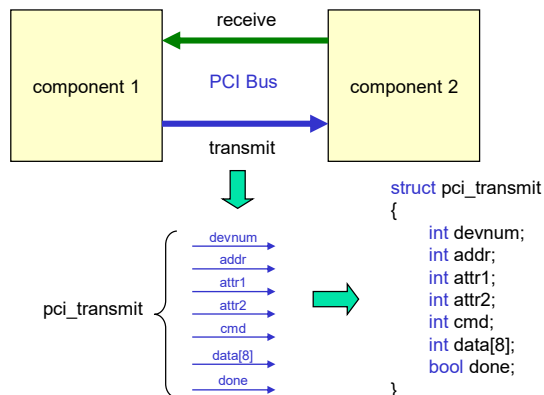 receive
component 1
PCI Bus
component 2
transmit
struct pci_transmit
{
int devnum;
int addr;
int attr1;
int attr2;
int cmd;
int data[8];
bool done;
}
pci_transmit
devnum
addr
attr1
attr2
cmd
data[8]
done